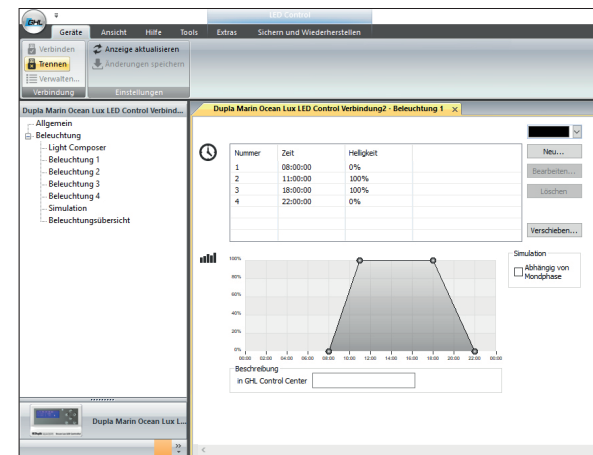 GHL
LED Control
Geräte Ansicht Hilfe Tools Extras Sichern und Wiederherstellen
Verbinden
Trennen
Verwalten...
Verbindung
Anzeige aktualisieren
Änderungen speichern
Einstellungen
Dupla Marin Ocean Lux LED Control Verbind...
Allgemein
Beleuchtung
Light Composer
Beleuchtung 1
Beleuchtung 2
Beleuchtung 3
Beleuchtung 4
Simulation
Beleuchtungsübersicht
Dupla Marin Ocean Lux L...
Dupla Marin Ocean Lux LED Control Verbindung2 - Beleuchtung 1 x
Nummer Zeit Helligkeit
1 08:00:00 0%
2 11:00:00 100%
3 18:00:00 100%
4 22:00:00 0%
Neu...
Bearbeiten...
Löschen
Verschieben...
Simulation
Abhängig von
Mondphase
100%
80%
60%
40%
20%
0%
00:00 02:00 04:00 06:00 08:00 10:00 12:00 14:00 16:00 18:00 20:00 22:00 00:00
Beschreibung
in GHL Control Center